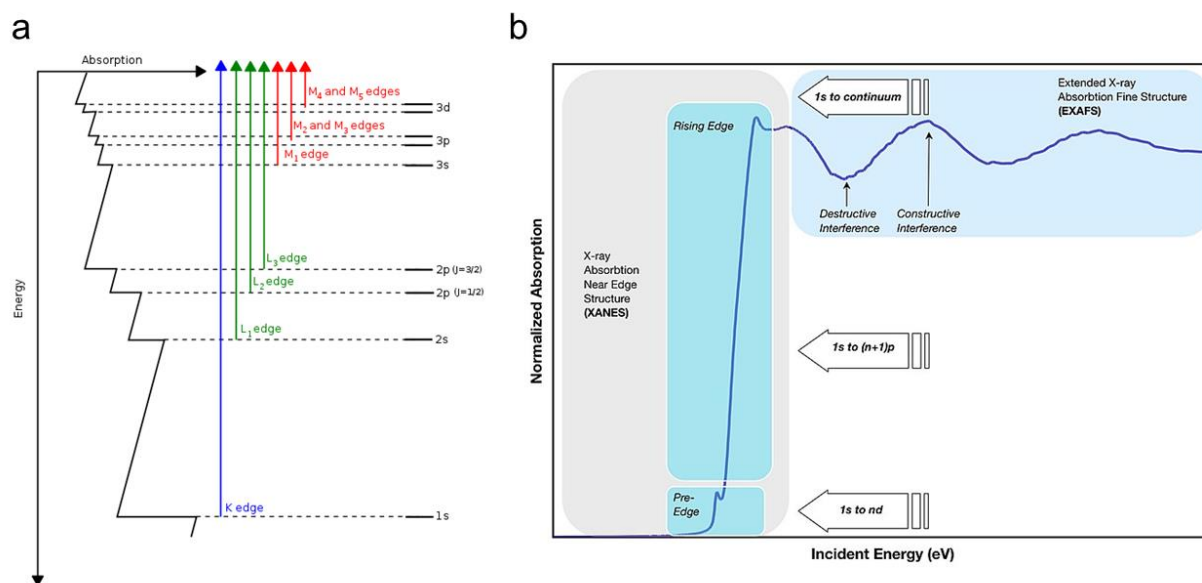 a
Absorption
Energy
M4 and M5 edges
M2 and M3 edges
M1 edge
L3 edge
L2 edge
L1 edge
K edge
3d
3p
3s
2p (J=3/2)
2p (J=1/2)
2s
1s
b
Normalized Absorption
Incident Energy (eV)
Rising Edge
1s to continuum
Extended X-ray
Absorbtion Fine Structure
(EXAFS)
Destructive
Interference
Constructive
Interference
X-ray
Absorbtion
Near Edge
Structure
(XANES)
1s to (n+1)p
Pre-
Edge
1s to nd